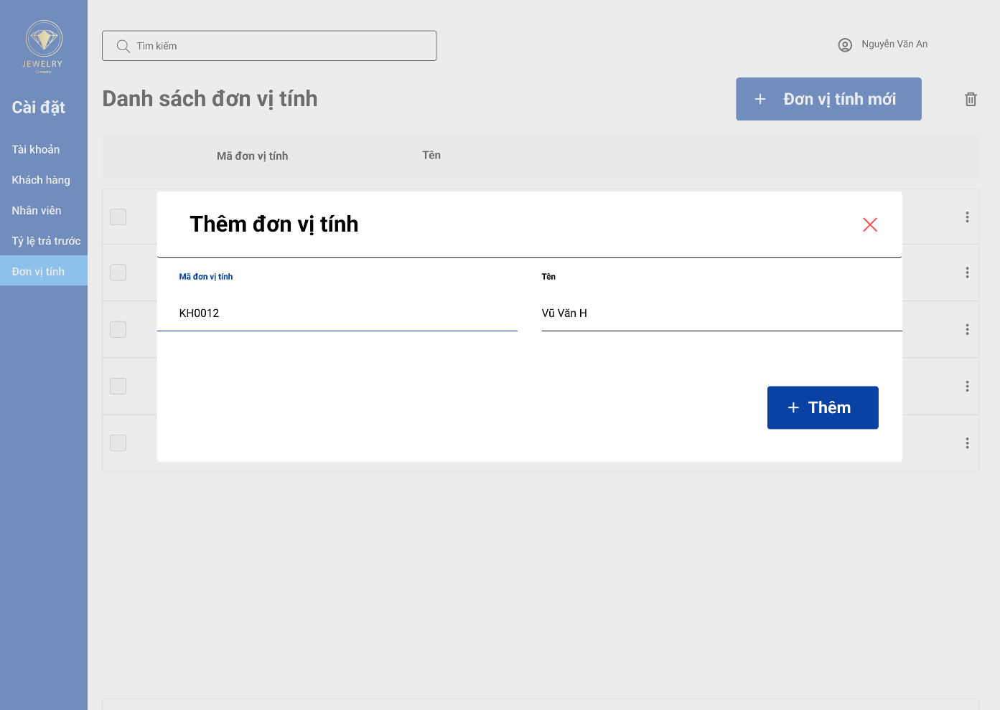 JEWELRY
Company
Cài đặt
Tài khoản
Khách hàng
Nhân viên
Tỷ lệ trả trước
Đơn vị tính
Tìm kiếm
Nguyễn Văn An
Danh sách đơn vị tính
+ Đơn vị tính mới
Mã đơn vị tính
Tên
Thêm đơn vị tính
Mã đơn vị tính
Tên
KH0012
Vũ Văn H
+ Thêm